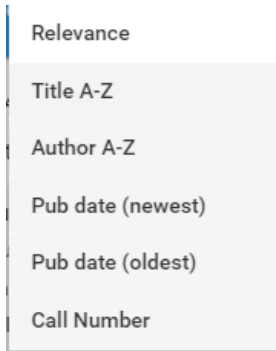 Relevance
Title A-Z
Author A-Z
Pub date (newest)
Pub date (oldest)
Call Number